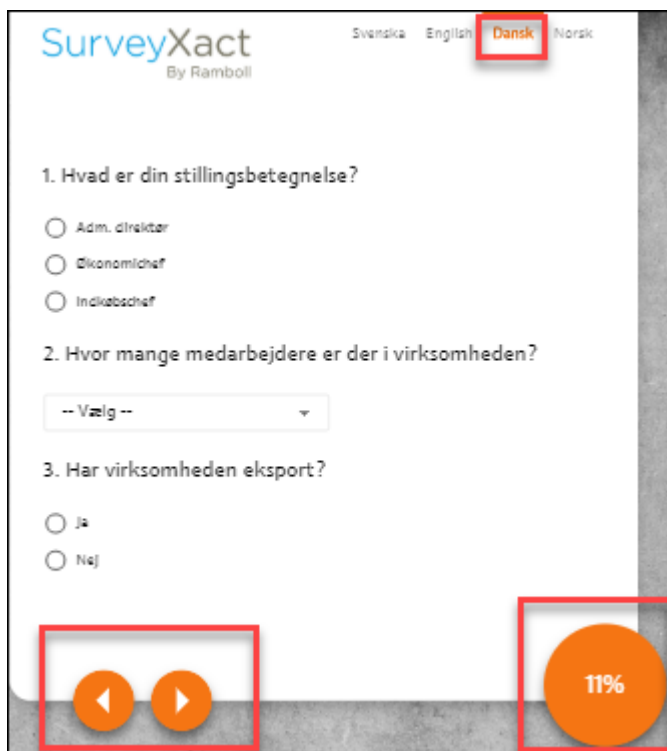 SurveyXact
By Ramboll
Svenska English Dansk Norsk
1. Hvad er din stillingsbetegnelse?
Adm. direktør
Økonomichef
Indkøbschef
2. Hvor mange medarbejdere er der i virksomheden?
-- Vælg --
3. Har virksomheden eksport?
Ja
Nej
11%